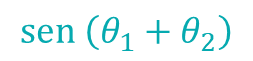 sen (θ₁ + θ₂)